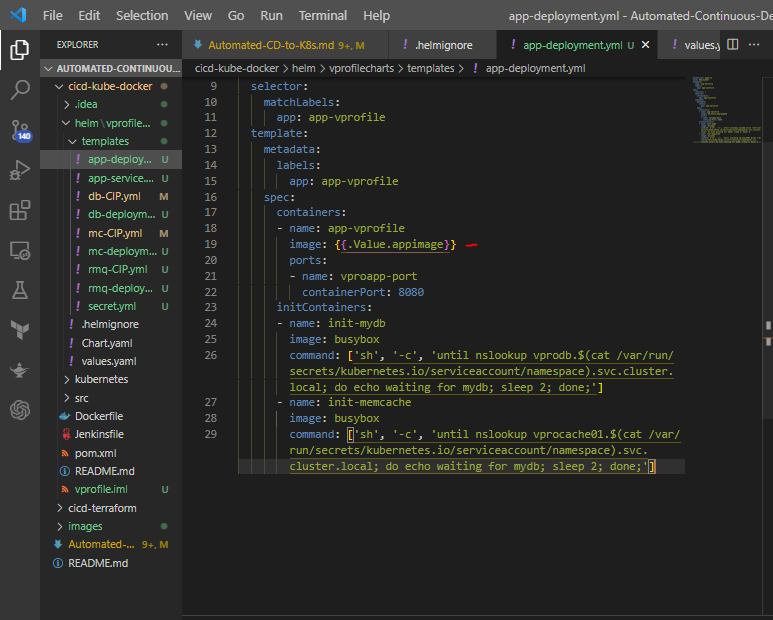 File Edit Selection View Go Run Terminal Help app-deployment.yml - Automated-Continuous-De
EXPLORER ...
Automated-CD-to-K8s.md 9+, M ! .helmignore ! app-deployment.yml U ! values.y ...
cicd-kube-docker > helm > vprofilecharts > templates > ! app-deployment.yml
AUTOMATED-CONTINUOU...
cicd-kube-docker
.idea
helm\vprofile...
templates
! app-deploy... U
! app-service.... U
! db-CIP.yml M
! db-deploym... U
! mc-CIP.yml M
! mc-deploym... U
! rmq-CIP.yml U
! rmq-deploy... U
! secret.yml U
! .helmignore
! Chart.yaml
! values.yaml
kubernetes
src
Dockerfile
Jenkinsfile
pom.xml
README.md
vprofile.iml U
cicd-terraform
images
Automated-... 9+, M
README.md
140
9 selector:
10 matchLabels:
11 app: app-vprofile
12 template:
13 metadata:
14 labels:
15 app: app-vprofile
16 spec:
17 containers:
18 - name: app-vprofile
19 image: {{.Value.appimage}}
20 ports:
21 - name: vproapp-port
22 containerPort: 8080
23 initContainers:
24 - name: init-mydb
25 image: busybox
26 command: ['sh', '-c', 'until nslookup vprodb.$(cat /var/run/
secrets/kubernetes.io/serviceaccount/namespace).svc.cluster.
local; do echo waiting for mydb; sleep 2; done;']
27 - name: init-memcache
28 image: busybox
29 command: ['sh', '-c', 'until nslookup vprocache01.$(cat /var/
run/secrets/kubernetes.io/serviceaccount/namespace).svc.
cluster.local; do echo waiting for mydb; sleep 2; done;']